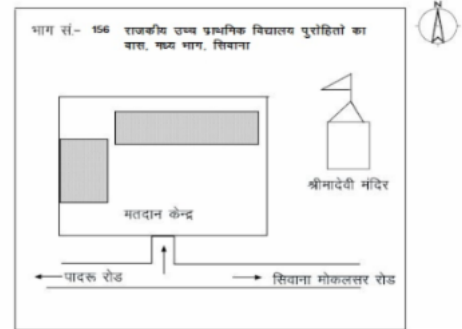 N
भाग सं.- 156 राजकीय उच्च प्राथमिक विद्यालय पुरोहितो का
वास, मध्य भाग, सिवाना
श्रीमादेवी मंदिर
मतदान केन्द्र
पादरू रोड
सिवाना मोकलसर रोड